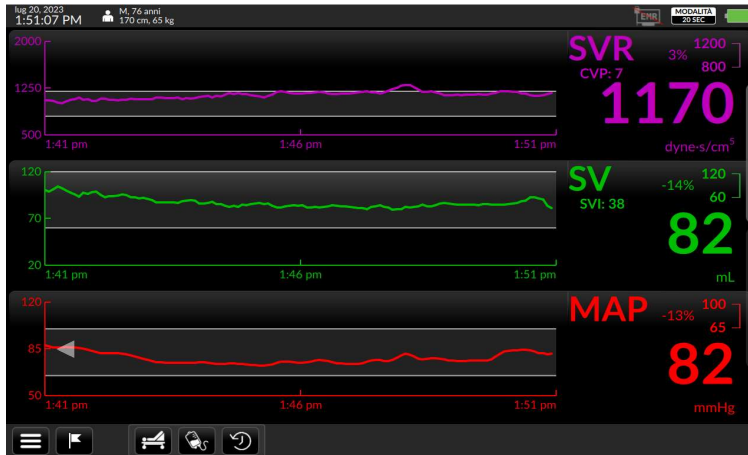 lug 20, 2023
1:51:07 PM
M, 76 anni
170 cm, 65 kg
EMR
MODALITÀ
20 SEC
2000
1250
500
1:41 pm
1:46 pm
1:51 pm
SVR
CVP: 7
3%
1200
800
1170
dyne·s/cm⁵
120
70
20
1:41 pm
1:46 pm
1:51 pm
SV
SVI: 38
-14%
120
60
82
mL
120
85
50
1:41 pm
1:46 pm
1:51 pm
MAP
-13%
100
65
82
mmHg